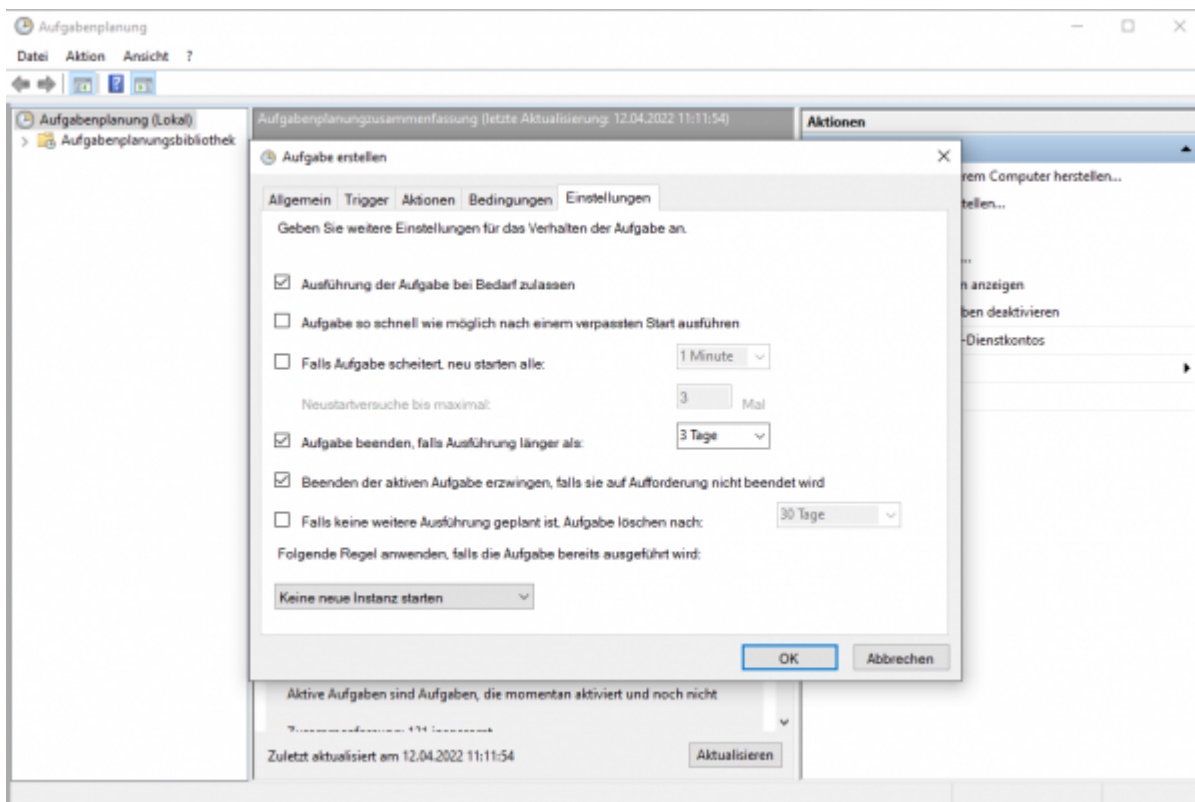 Aufgabenplanung
Datei Aktion Ansicht ?
Aufgabenplanung (Lokal)
Aufgabenplanungsbibliothek
Aufgabenplanungzusammenfassung (letzte Aktualisierung: 12.04.2022 11:11:54)
Aktionen
rem Computer herstellen...
tellen...
...
n anzeigen
ben deaktivieren
-Dienstkontos
Aufgabe erstellen
Allgemein Trigger Aktionen Bedingungen Einstellungen
Geben Sie weitere Einstellungen für das Verhalten der Aufgabe an.
Ausführung der Aufgabe bei Bedarf zulassen
Aufgabe so schnell wie möglich nach einem verpassten Start ausführen
Falls Aufgabe scheitert, neu starten alle: 1 Minute
Neustartversuche bis maximal: 3 Mal
Aufgabe beenden, falls Ausführung länger als: 3 Tage
Beenden der aktiven Aufgabe erzwingen, falls sie auf Aufforderung nicht beendet wird
Falls keine weitere Ausführung geplant ist, Aufgabe löschen nach: 30 Tage
Folgende Regel anwenden, falls die Aufgabe bereits ausgeführt wird:
Keine neue Instanz starten
OK Abbrechen
Aktive Aufgaben sind Aufgaben, die momentan aktiviert und noch nicht
Zuletzt aktualisiert am 12.04.2022 11:11:54 Aktualisieren